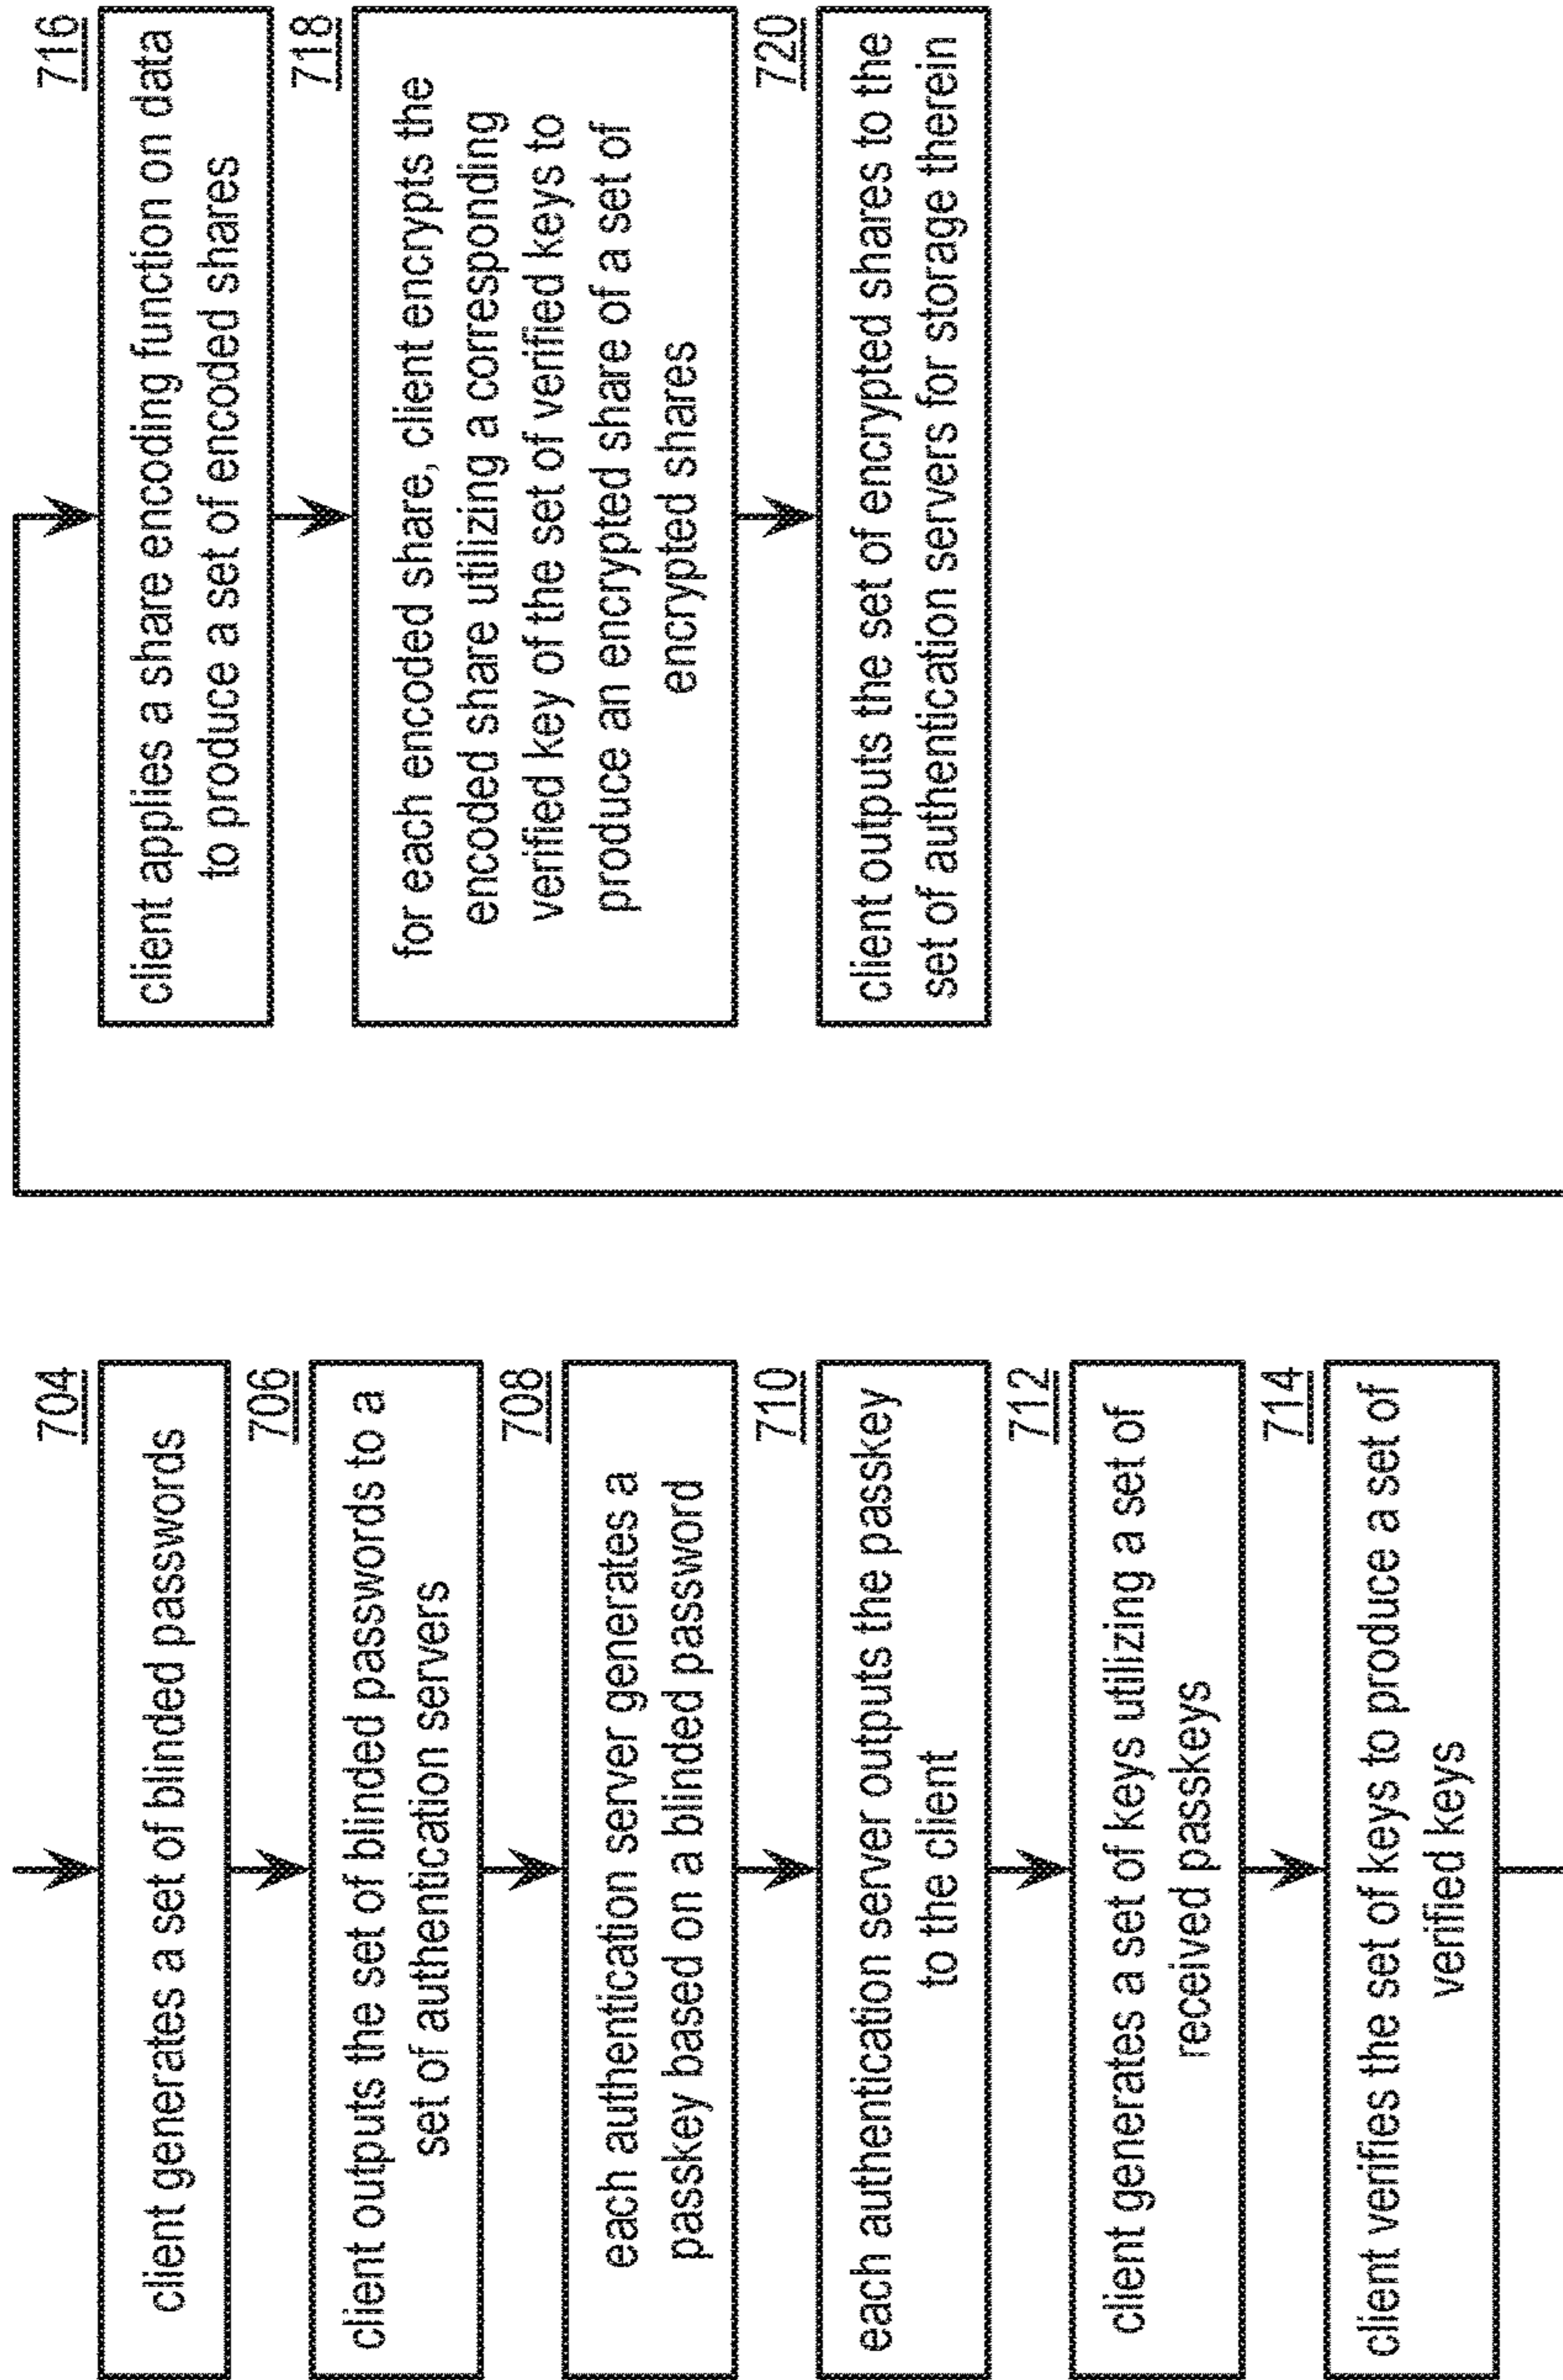 704
client generates a set of blinded passwords
706
client outputs the set of blinded passwords to a
set of authentication servers
708
each authentication server generates a
passkey based on a blinded password
710
each authentication server outputs the passkey
to the client
712
client generates a set of keys utilizing a set of
received passkeys
714
client verifies the set of keys to produce a set of
verified keys
716
client applies a share encoding function on data
to produce a set of encoded shares
718
for each encoded share, client encrypts the
encoded share utilizing a corresponding
verified key of the set of verified keys to
produce an encrypted share of a set of
encrypted shares
720
client outputs the set of encrypted shares to the
set of authentication servers for storage therein